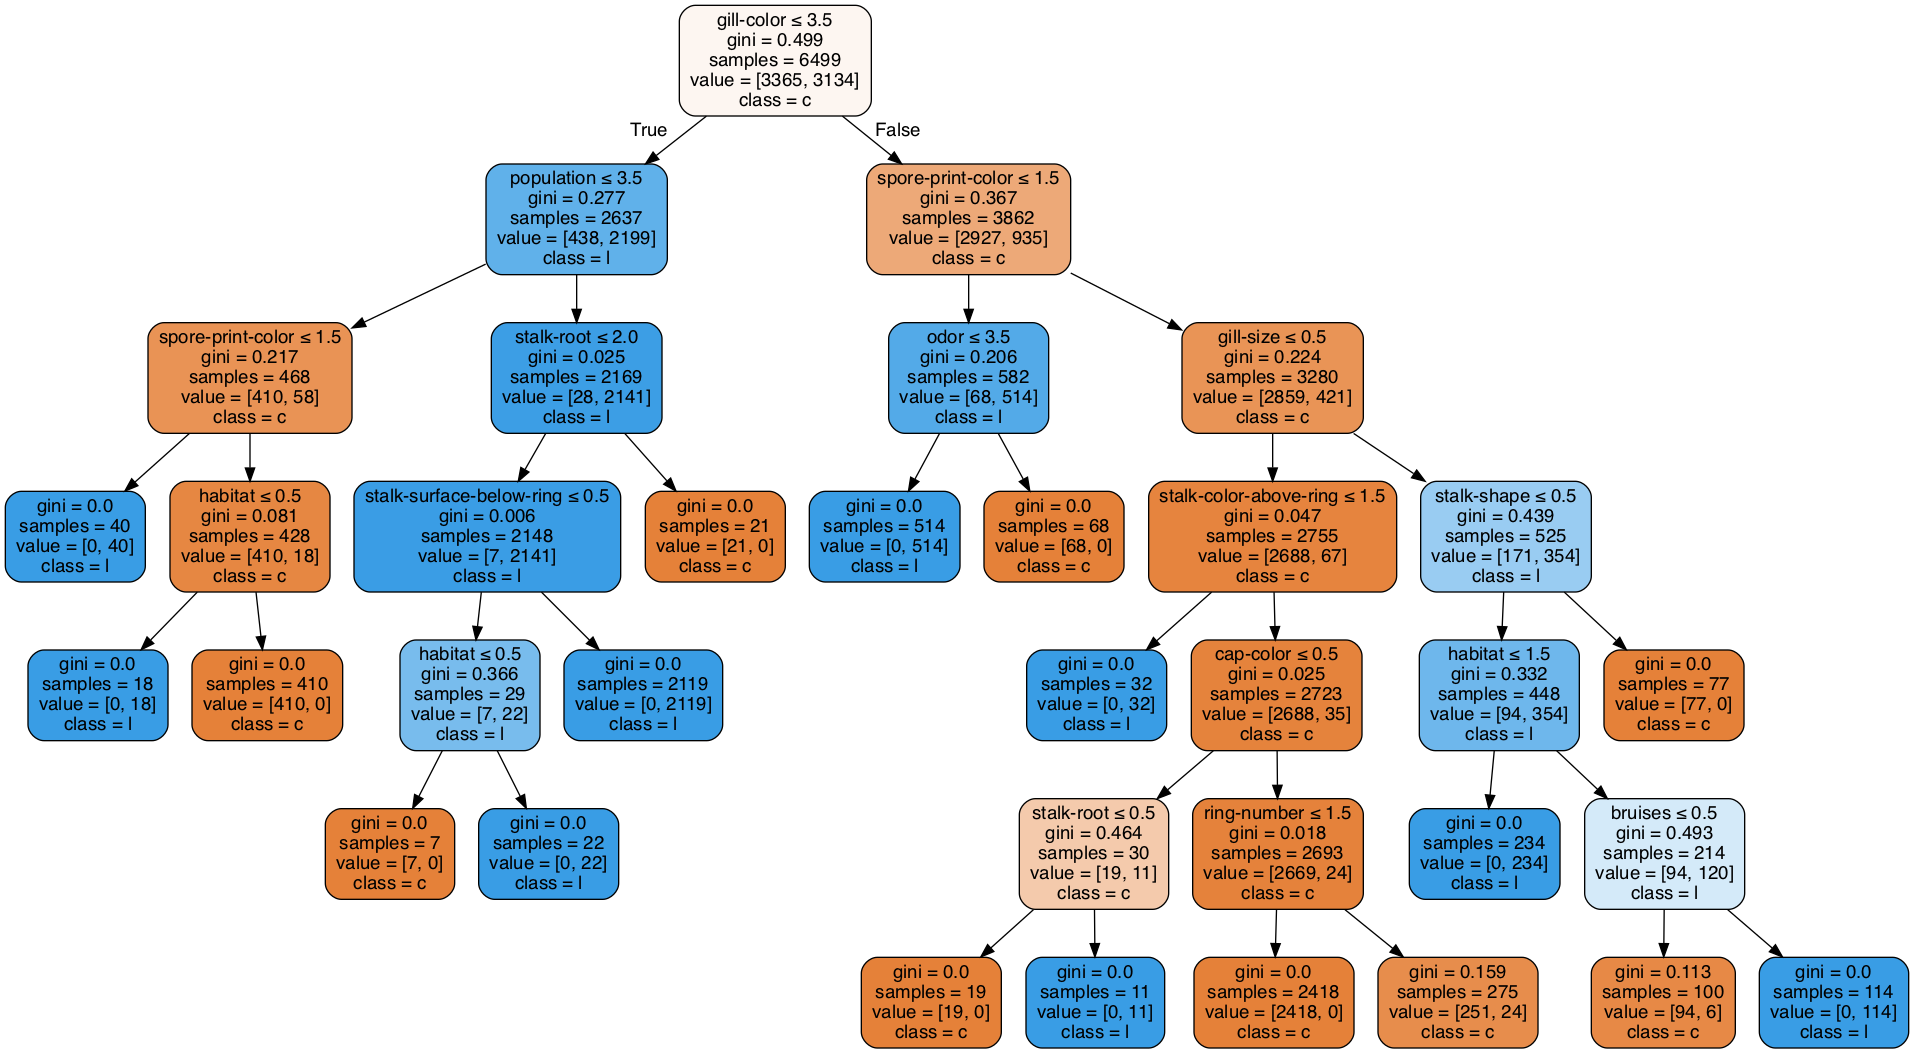 gill-color ≤ 3.5
gini = 0.499
samples = 6499
value = [3365, 3134]
class = c
True
False
population ≤ 3.5
gini = 0.277
samples = 2637
value = [438, 2199]
class = l
spore-print-color ≤ 1.5
gini = 0.367
samples = 3862
value = [2927, 935]
class = c
spore-print-color ≤ 1.5
gini = 0.217
samples = 468
value = [410, 58]
class = c
stalk-root ≤ 2.0
gini = 0.025
samples = 2169
value = [28, 2141]
class = l
odor ≤ 3.5
gini = 0.206
samples = 582
value = [68, 514]
class = l
gill-size ≤ 0.5
gini = 0.224
samples = 3280
value = [2859, 421]
class = c
gini = 0.0
samples = 40
value = [0, 40]
class = l
habitat ≤ 0.5
gini = 0.081
samples = 428
value = [410, 18]
class = c
stalk-surface-below-ring ≤ 0.5
gini = 0.006
samples = 2148
value = [7, 2141]
class = l
gini = 0.0
samples = 21
value = [21, 0]
class = c
gini = 0.0
samples = 514
value = [0, 514]
class = l
gini = 0.0
samples = 68
value = [68, 0]
class = c
stalk-color-above-ring ≤ 1.5
gini = 0.047
samples = 2755
value = [2688, 67]
class = c
stalk-shape ≤ 0.5
gini = 0.439
samples = 525
value = [171, 354]
class = l
gini = 0.0
samples = 18
value = [0, 18]
class = l
gini = 0.0
samples = 410
value = [410, 0]
class = c
habitat ≤ 0.5
gini = 0.366
samples = 29
value = [7, 22]
class = l
gini = 0.0
samples = 2119
value = [0, 2119]
class = l
gini = 0.0
samples = 32
value = [0, 32]
class = l
cap-color ≤ 0.5
gini = 0.025
samples = 2723
value = [2688, 35]
class = c
habitat ≤ 1.5
gini = 0.332
samples = 448
value = [94, 354]
class = l
gini = 0.0
samples = 77
value = [77, 0]
class = c
gini = 0.0
samples = 7
value = [7, 0]
class = c
gini = 0.0
samples = 22
value = [0, 22]
class = l
stalk-root ≤ 0.5
gini = 0.464
samples = 30
value = [19, 11]
class = c
ring-number ≤ 1.5
gini = 0.018
samples = 2693
value = [2669, 24]
class = c
gini = 0.0
samples = 234
value = [0, 234]
class = l
bruises ≤ 0.5
gini = 0.493
samples = 214
value = [94, 120]
class = l
gini = 0.0
samples = 19
value = [19, 0]
class = c
gini = 0.0
samples = 11
value = [0, 11]
class = l
gini = 0.0
samples = 2418
value = [2418, 0]
class = c
gini = 0.159
samples = 275
value = [251, 24]
class = c
gini = 0.113
samples = 100
value = [94, 6]
class = c
gini = 0.0
samples = 114
value = [0, 114]
class = l